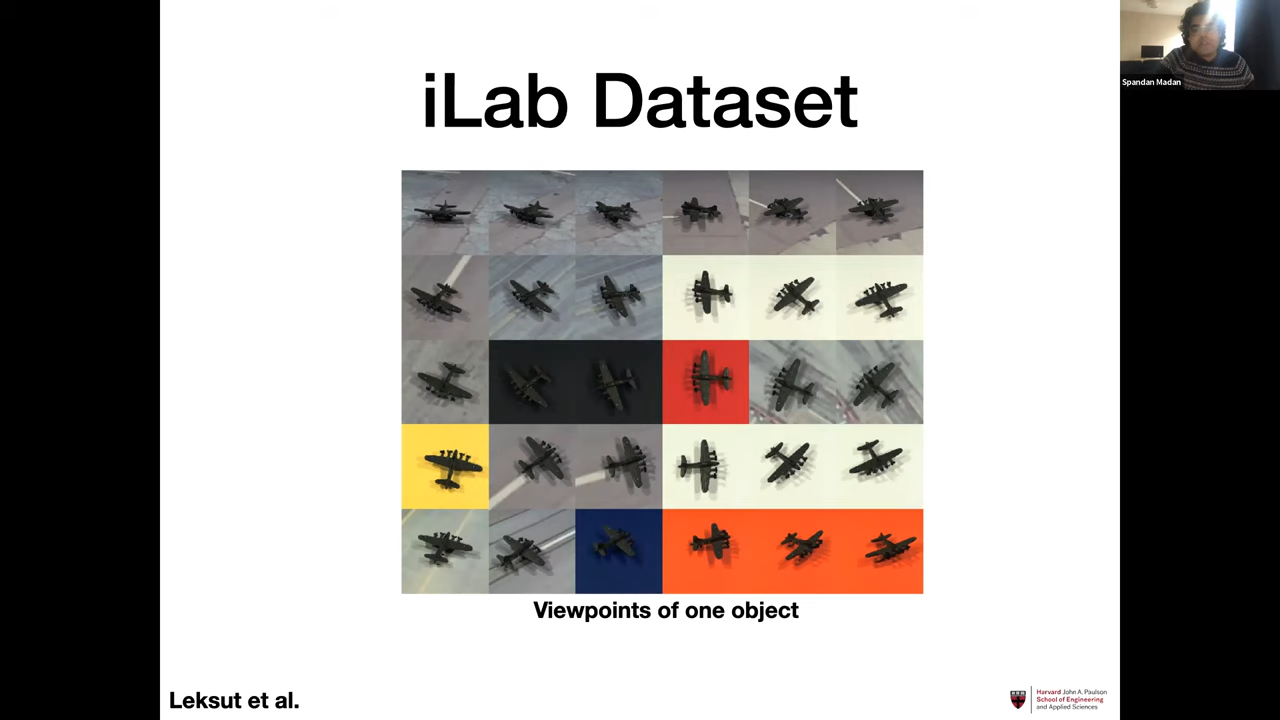 iLab Dataset
Spandan Madan
Viewpoints of one object
Leksut et al.
Harvard John A. Paulson
School of Engineering
and Applied Sciences